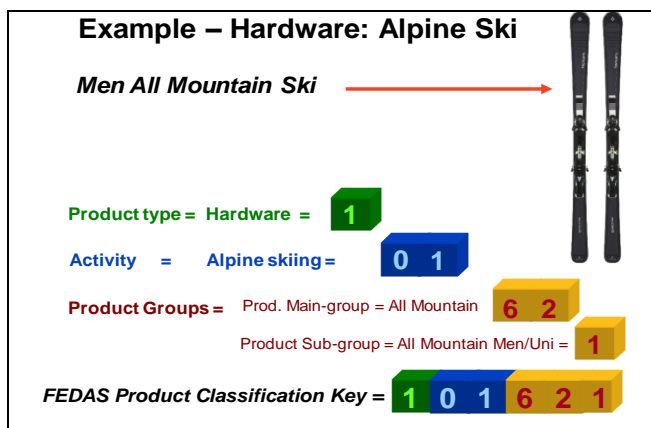 Example – Hardware: Alpine Ski
Men All Mountain Ski
Product type = Hardware = 1
Activity = Alpine skiing = 0 1
Product Groups = Prod. Main-group = All Mountain 6 2
Product Sub-group = All Mountain Men/Uni = 1
FEDAS Product Classification Key = 1 0 1 6 2 1